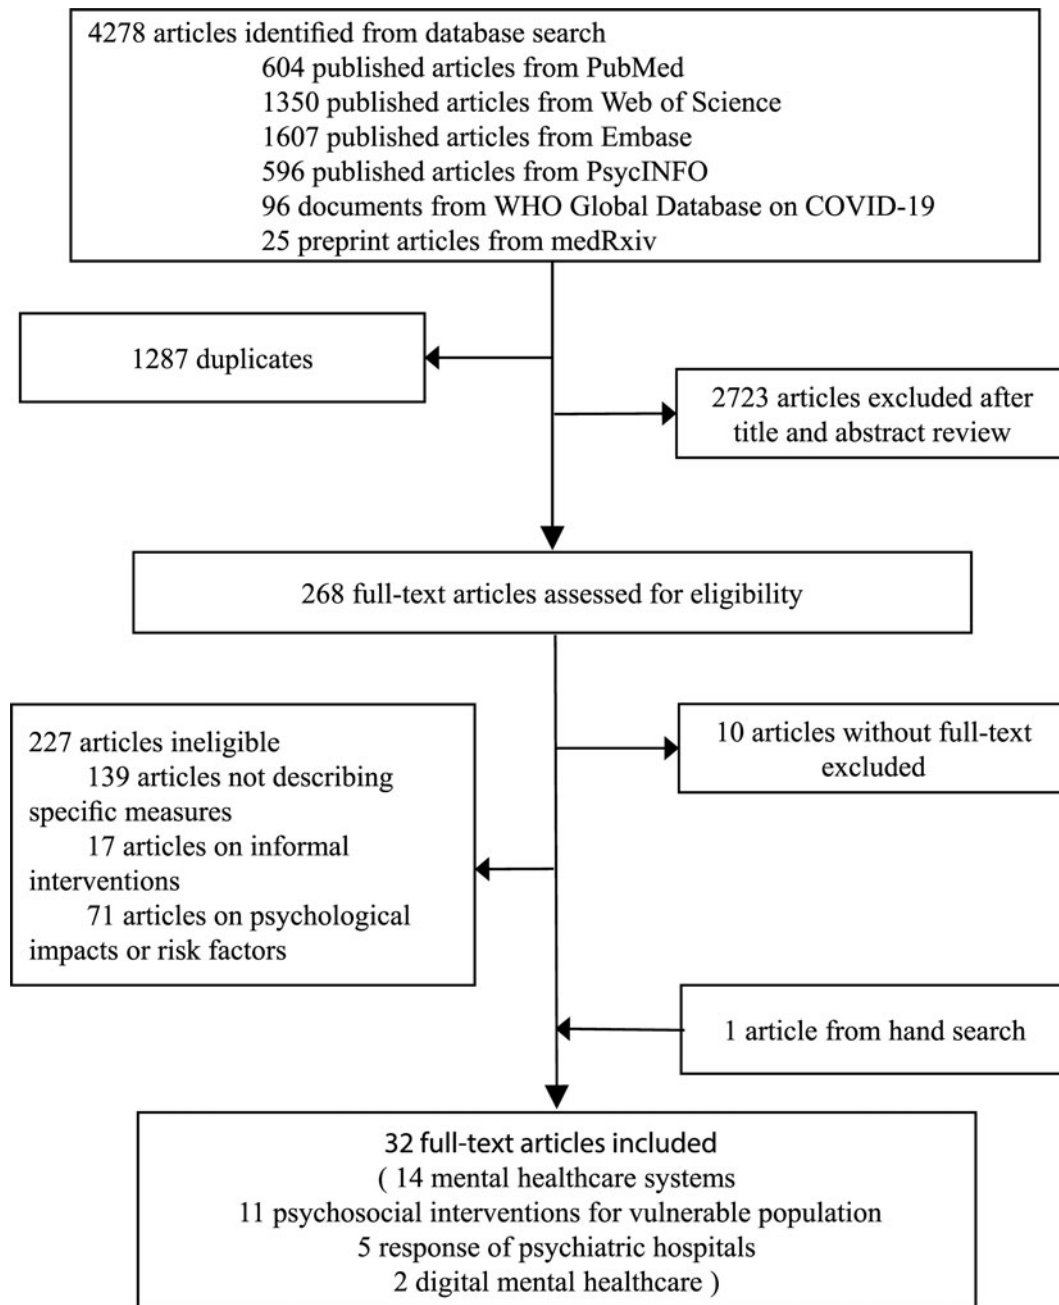 4278 articles identified from database search
604 published articles from PubMed
1350 published articles from Web of Science
1607 published articles from Embase
596 published articles from PsycINFO
96 documents from WHO Global Database on COVID-19
25 preprint articles from medRxiv
1287 duplicates
2723 articles excluded after
title and abstract review
268 full-text articles assessed for eligibility
227 articles ineligible
139 articles not describing
specific measures
17 articles on informal
interventions
71 articles on psychological
impacts or risk factors
10 articles without full-text
excluded
1 article from hand search
32 full-text articles included
( 14 mental healthcare systems
11 psychosocial interventions for vulnerable population
5 response of psychiatric hospitals
2 digital mental healthcare )